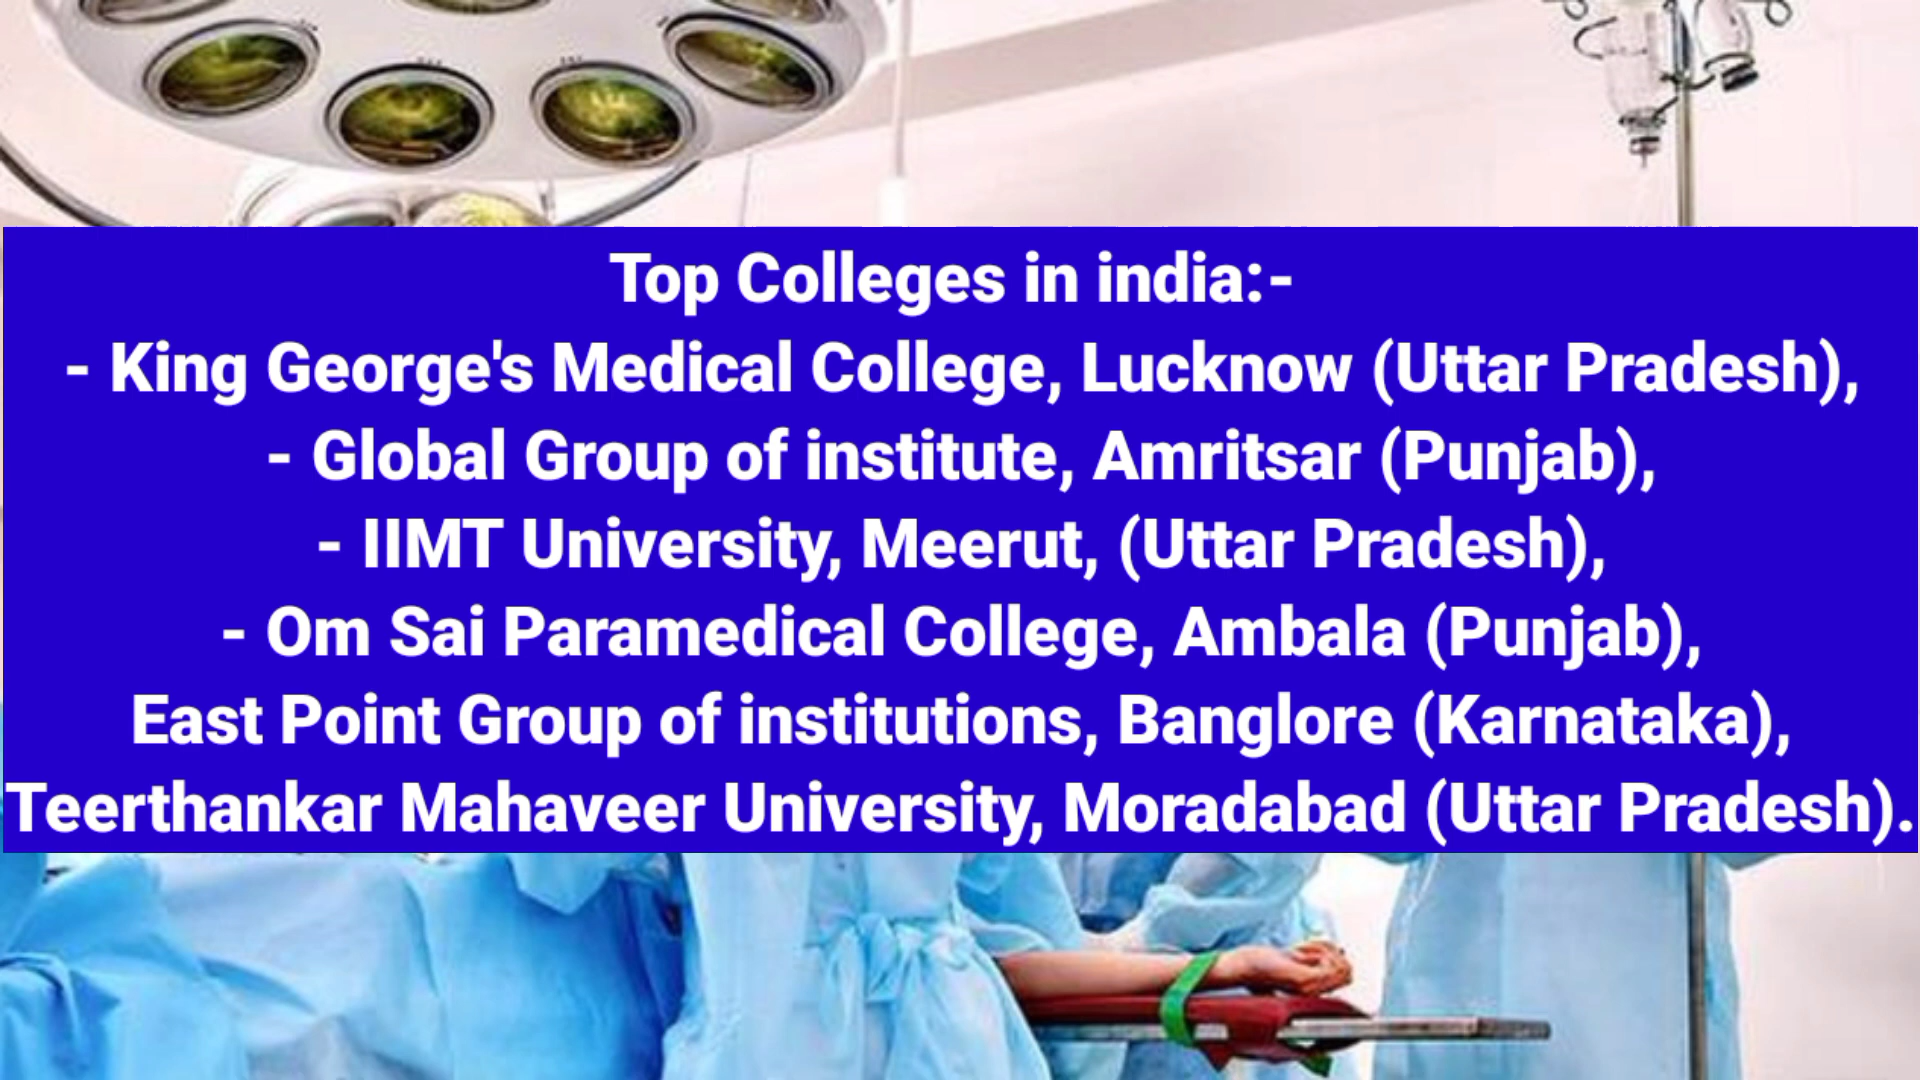 Top Colleges in india:-
- King George's Medical College, Lucknow (Uttar Pradesh),
- Global Group of institute, Amritsar (Punjab),
- IIMT University, Meerut, (Uttar Pradesh),
- Om Sai Paramedical College, Ambala (Punjab),
East Point Group of institutions, Banglore (Karnataka),
Teerthankar Mahaveer University, Moradabad (Uttar Pradesh).